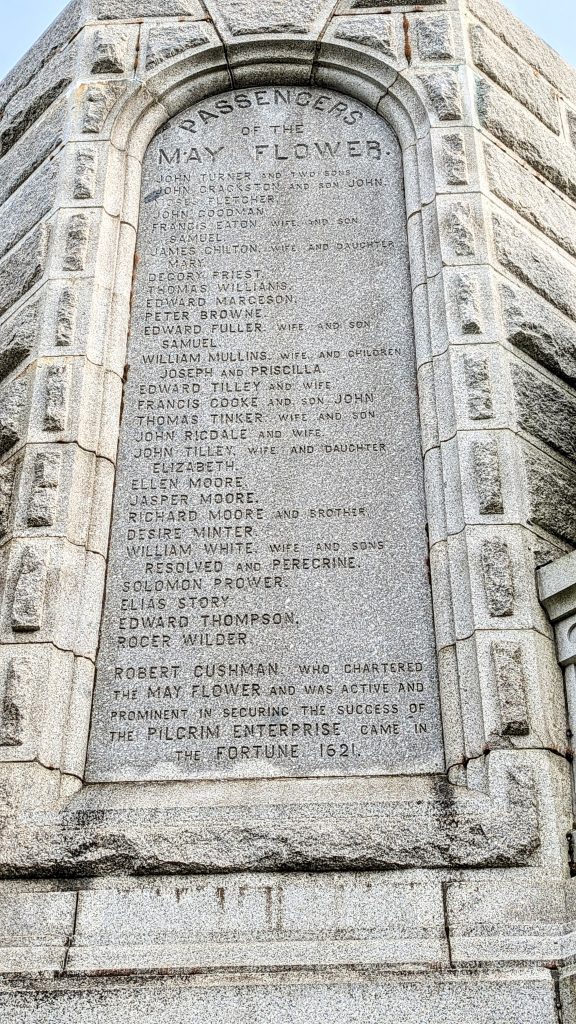 PASSENGERS
OF THE
MAY FLOWER.
JOHN TURNER AND TWO SONS
JOHN CRACKSTON AND SON JOHN.
FLETCHER.
JOHN GOODMAN.
FRANCIS EATON, WIFE AND SON
SAMUEL.
JAMES CHILTON, WIFE AND DAUGHTER
MARY.
DEGORY PRIEST.
THOMAS WILLIAMS.
EDWARD MARGESON.
PETER BROWNE.
EDWARD FULLER, WIFE AND SON
SAMUEL.
WILLIAM MULLINS, WIFE AND CHILDREN
JOSEPH AND PRISCILLA.
EDWARD TILLEY AND WIFE.
FRANCIS COOKE AND SON JOHN
THOMAS TINKER, WIFE AND SON.
JOHN RIGDALE AND WIFE.
JOHN TILLEY, WIFE AND DAUGHTER
ELIZABETH.
ELLEN MOORE.
JASPER MOORE.
RICHARD MOORE AND BROTHER.
DESIRE MINTER.
WILLIAM WHITE, WIFE AND SONS
RESOLVED AND PEREGRINE.
SOLOMON PROWER.
ELIAS STORY.
EDWARD THOMPSON.
ROGER WILDER.
ROBERT CUSHMAN, WHO CHARTERED
THE MAY FLOWER AND WAS ACTIVE AND
PROMINENT IN SECURING THE SUCCESS OF
THE PILGRIM ENTERPRISE CAME IN
THE FORTUNE 1621.